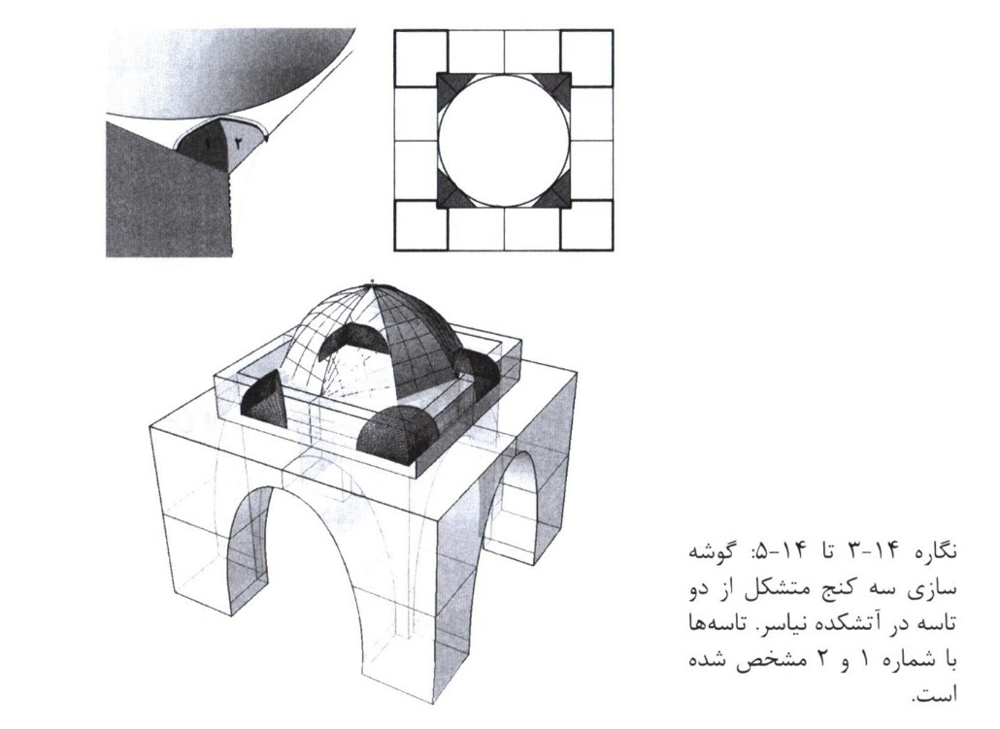 ۱ ۲
نگاره ۱۴-۳ تا ۱۴-۵: گوشه
سازی سه کنج متشکل از دو
تاسه در آتشکده نیاسر. تاسه‌ها
با شماره ۱ و ۲ مشخص شده
است.